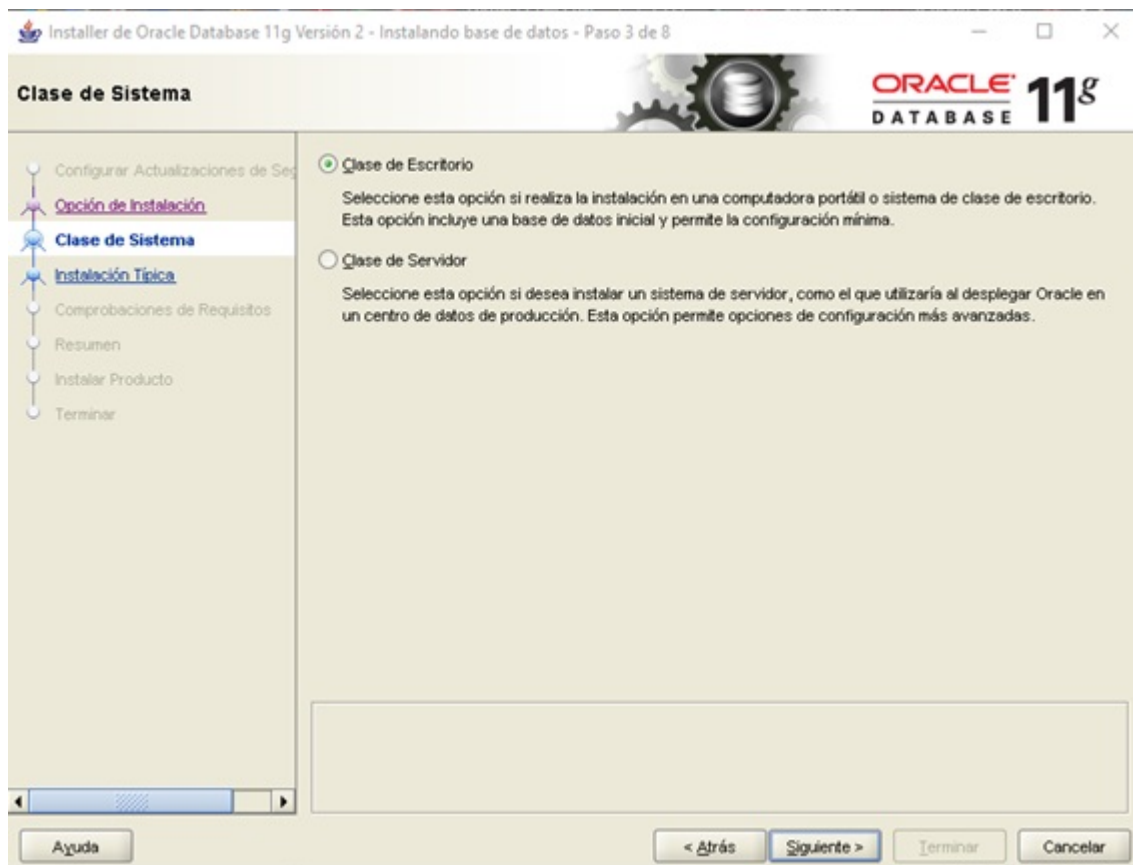 Installer de Oracle Database 11g Versión 2 - Instalando base de datos - Paso 3 de 8
Clase de Sistema
ORACLE
DATABASE 11g
Configurar Actualizaciones de Seg
Opción de Instalación
Clase de Sistema
Instalación Típica
Comprobaciones de Requisitos
Resumen
Instalar Producto
Terminar
Clase de Escritorio
Seleccione esta opción si realiza la instalación en una computadora portátil o sistema de clase de escritorio.
Esta opción incluye una base de datos inicial y permite la configuración mínima.
Clase de Servidor
Seleccione esta opción si desea instalar un sistema de servidor, como el que utilizaría al desplegar Oracle en
un centro de datos de producción. Esta opción permite opciones de configuración más avanzadas.
Ayuda
< Atrás
Siguiente >
Terminar
Cancelar